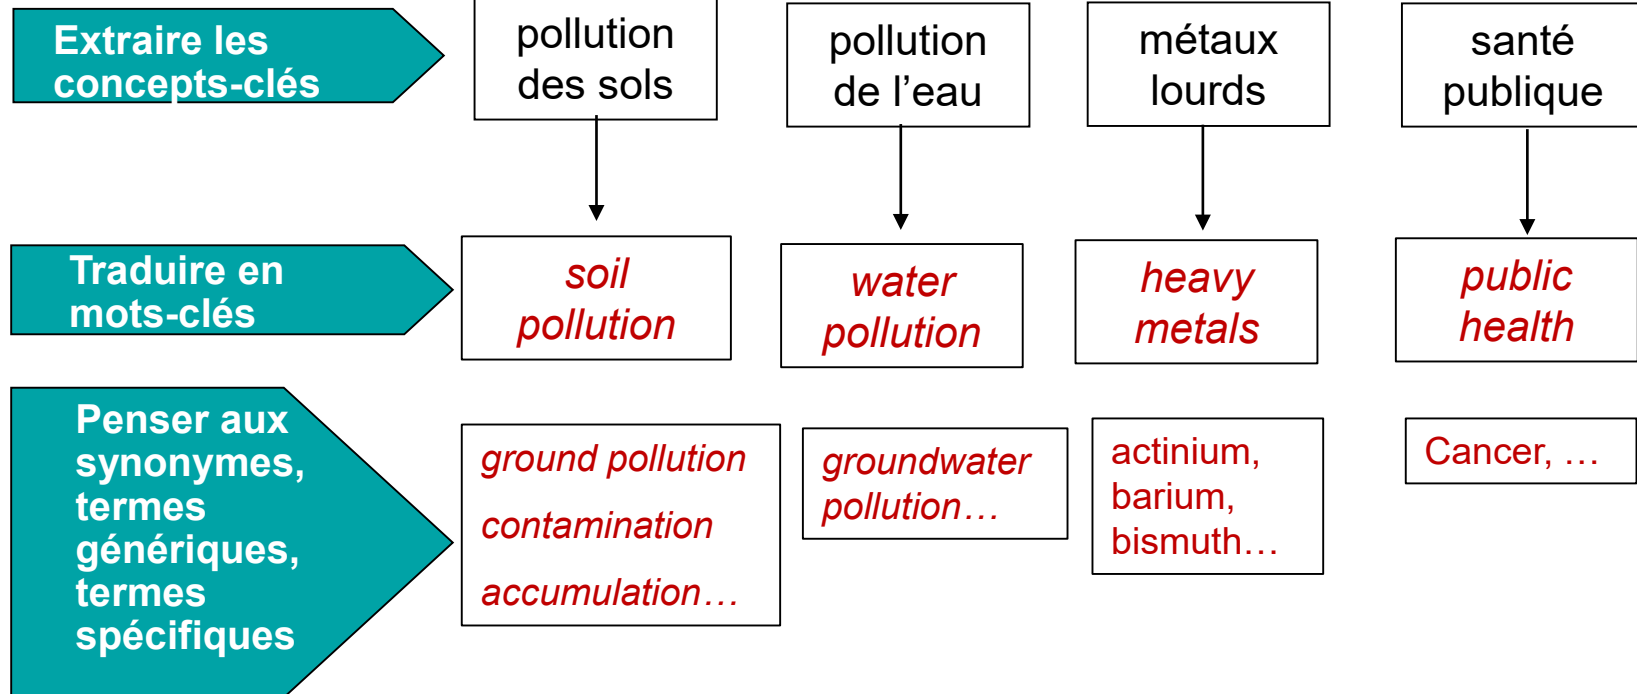 Extraire les
concepts-clés
pollution
des sols
pollution
de l’eau
métaux
lourds
santé
publique
Traduire en
mots-clés
soil
pollution
water
pollution
heavy
metals
public
health
Penser aux
synonymes,
termes
génériques,
termes
spécifiques
ground pollution
contamination
accumulation…
groundwater
pollution…
actinium,
barium,
bismuth…
Cancer, …